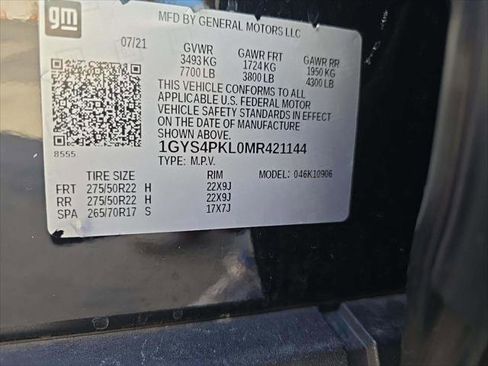 gm
MFD BY GENERAL MOTORS LLC
07/21 GVWR GAWR FRT GAWR RR
3493 KG 1724 KG 1950 KG
7700 LB 3800 LB 4300 LB
THIS VEHICLE CONFORMS TO ALL
APPLICABLE U.S. FEDERAL MOTOR
VEHICLE SAFETY STANDARDS IN EFFECT
ON THE DATE OF MANUFACTURE
SHOWN ABOVE.
8555 1GYS4PKL0MR421144
TYPE: M.P.V. MODEL: 046K10906
TIRE SIZE RIM
FRT 275/50R22 H 22X9J
RR 275/50R22 H 22X9J
SPA 265/70R17 S 17X7J